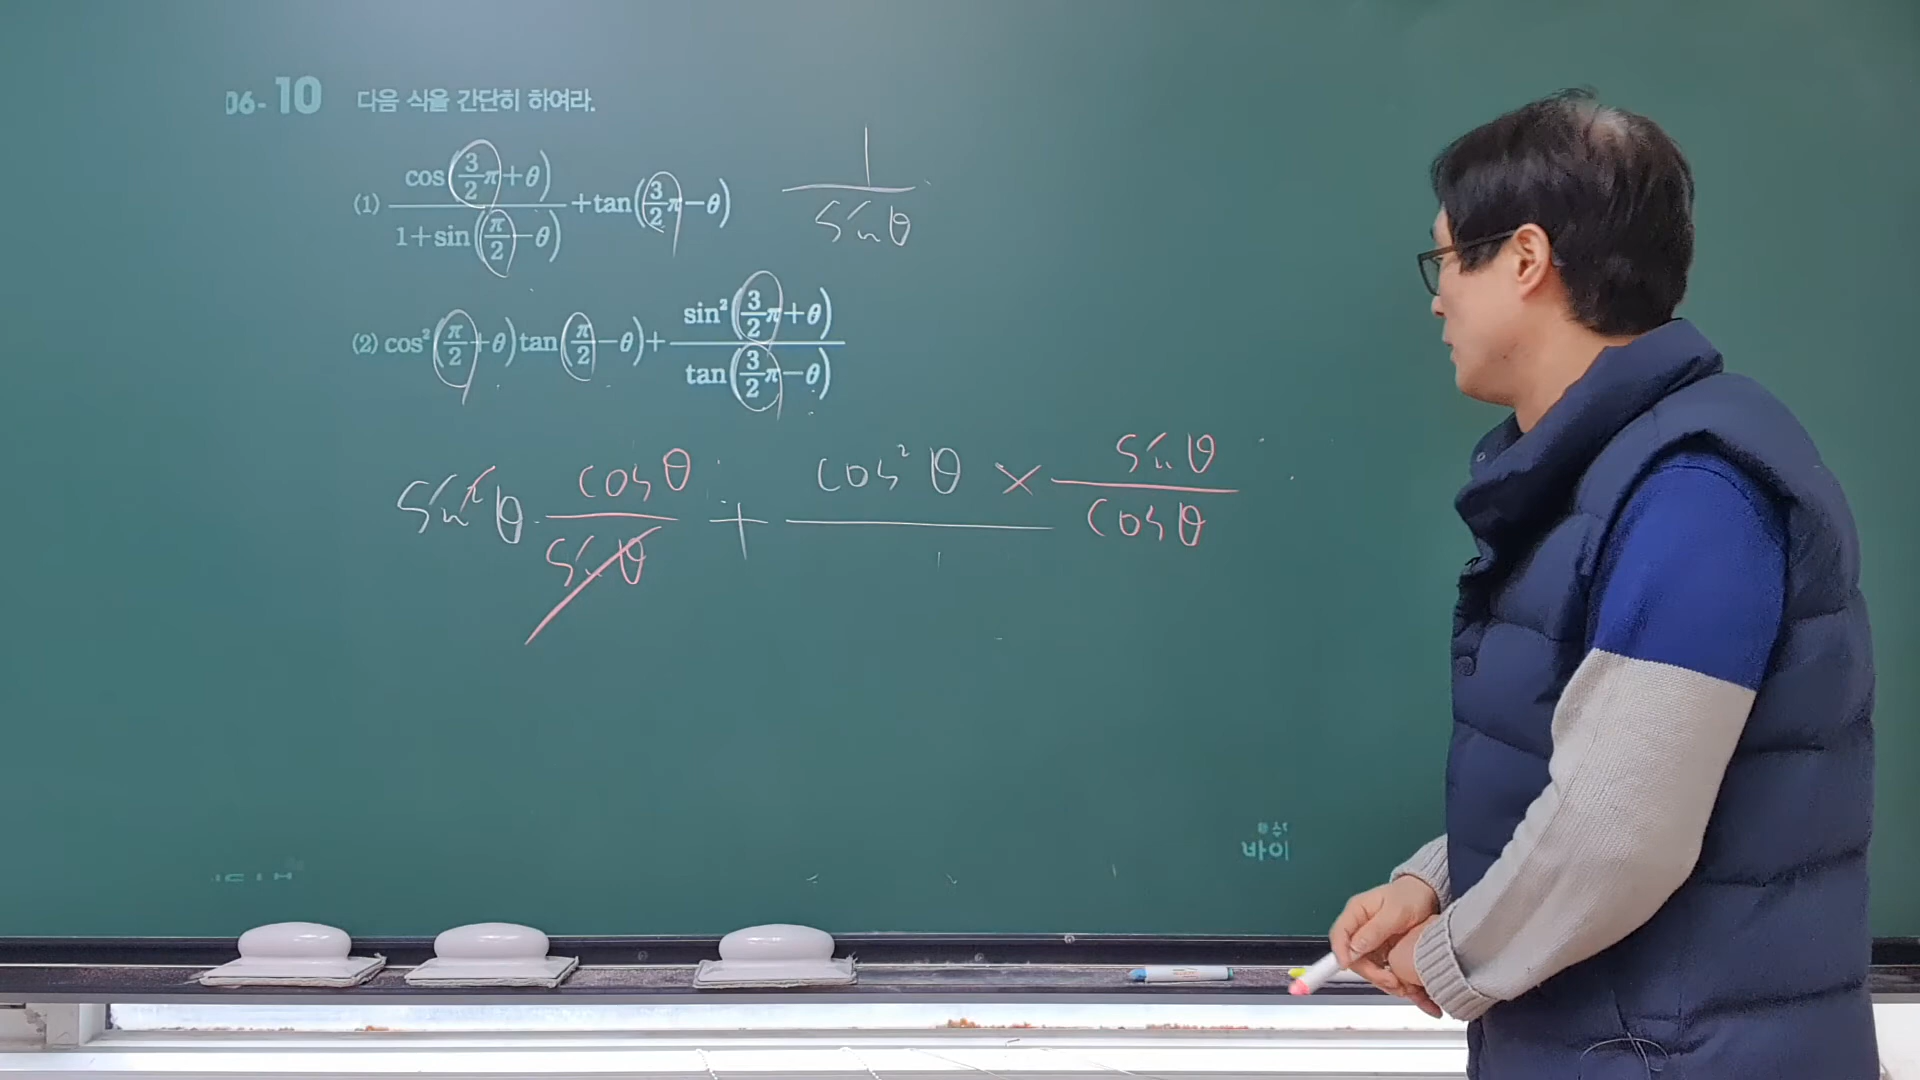 06-10 다음 식을 간단히 하여라.
(1) cos(3/2π+θ) / 1+sin(π/2-θ) + tan(3/2π-θ)
1 / sinθ
(2) cos²(π/2+θ)tan(π/2-θ) + sin²(3/2π+θ) / tan(3/2π-θ)
sin²θ · cosθ / sinθ + cos²θ × sinθ / cosθ
바이